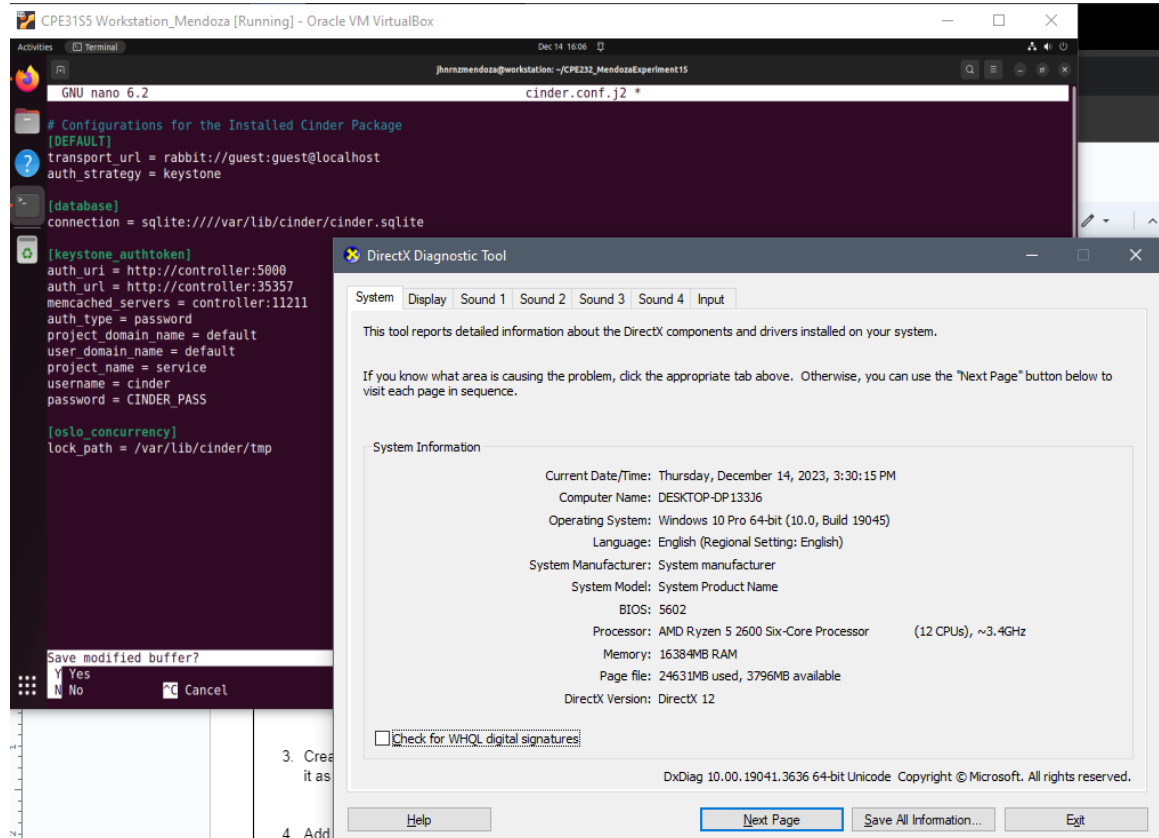 CPE31S5 Workstation_Mendoza [Running] - Oracle VM VirtualBox
Activities Terminal Dec 14 16:06
jhnrnzmendoza@workstation: ~/CPE232_MendozaExperiment15
GNU nano 6.2 cinder.conf.j2 *
# Configurations for the Installed Cinder Package
[DEFAULT]
transport_url = rabbit://guest:guest@localhost
auth_strategy = keystone
[database]
connection = sqlite:////var/lib/cinder/cinder.sqlite
[keystone_authtoken]
auth_uri = http://controller:5000
auth_url = http://controller:35357
memcached_servers = controller:11211
auth_type = password
project_domain_name = default
user_domain_name = default
project_name = service
username = cinder
password = CINDER_PASS
[oslo_concurrency]
lock_path = /var/lib/cinder/tmp
Save modified buffer?
Y Yes
N No ^C Cancel
DirectX Diagnostic Tool
System Display Sound 1 Sound 2 Sound 3 Sound 4 Input
This tool reports detailed information about the DirectX components and drivers installed on your system.
If you know what area is causing the problem, click the appropriate tab above. Otherwise, you can use the "Next Page" button below to
visit each page in sequence.
System Information
Current Date/Time: Thursday, December 14, 2023, 3:30:15 PM
Computer Name: DESKTOP-DP133J6
Operating System: Windows 10 Pro 64-bit (10.0, Build 19045)
Language: English (Regional Setting: English)
System Manufacturer: System manufacturer
System Model: System Product Name
BIOS: 5602
Processor: AMD Ryzen 5 2600 Six-Core Processor (12 CPUs), ~3.4GHz
Memory: 16384MB RAM
Page file: 24631MB used, 3796MB available
DirectX Version: DirectX 12
Check for WHQL digital signatures
DxDiag 10.00.19041.3636 64-bit Unicode Copyright © Microsoft. All rights reserved.
Help Next Page Save All Information... Exit
3. Crea
it as
4. Add